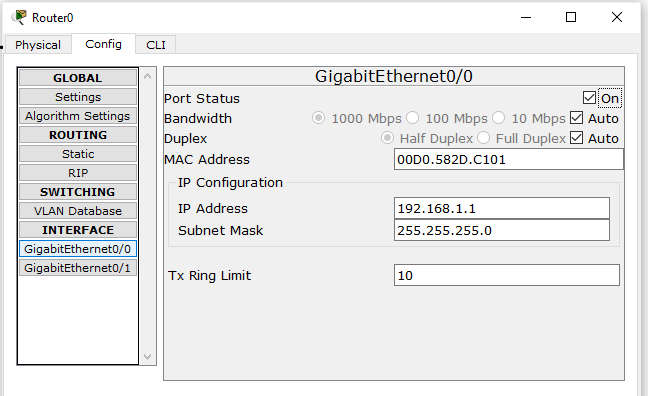 Router0
Physical Config CLI
GLOBAL
Settings
Algorithm Settings
ROUTING
Static
RIP
SWITCHING
VLAN Database
INTERFACE
GigabitEthernet0/0
GigabitEthernet0/1
GigabitEthernet0/0
Port Status On
Bandwidth 1000 Mbps 100 Mbps 10 Mbps Auto
Duplex Half Duplex Full Duplex Auto
MAC Address 00D0.582D.C101
IP Configuration
IP Address 192.168.1.1
Subnet Mask 255.255.255.0
Tx Ring Limit 10